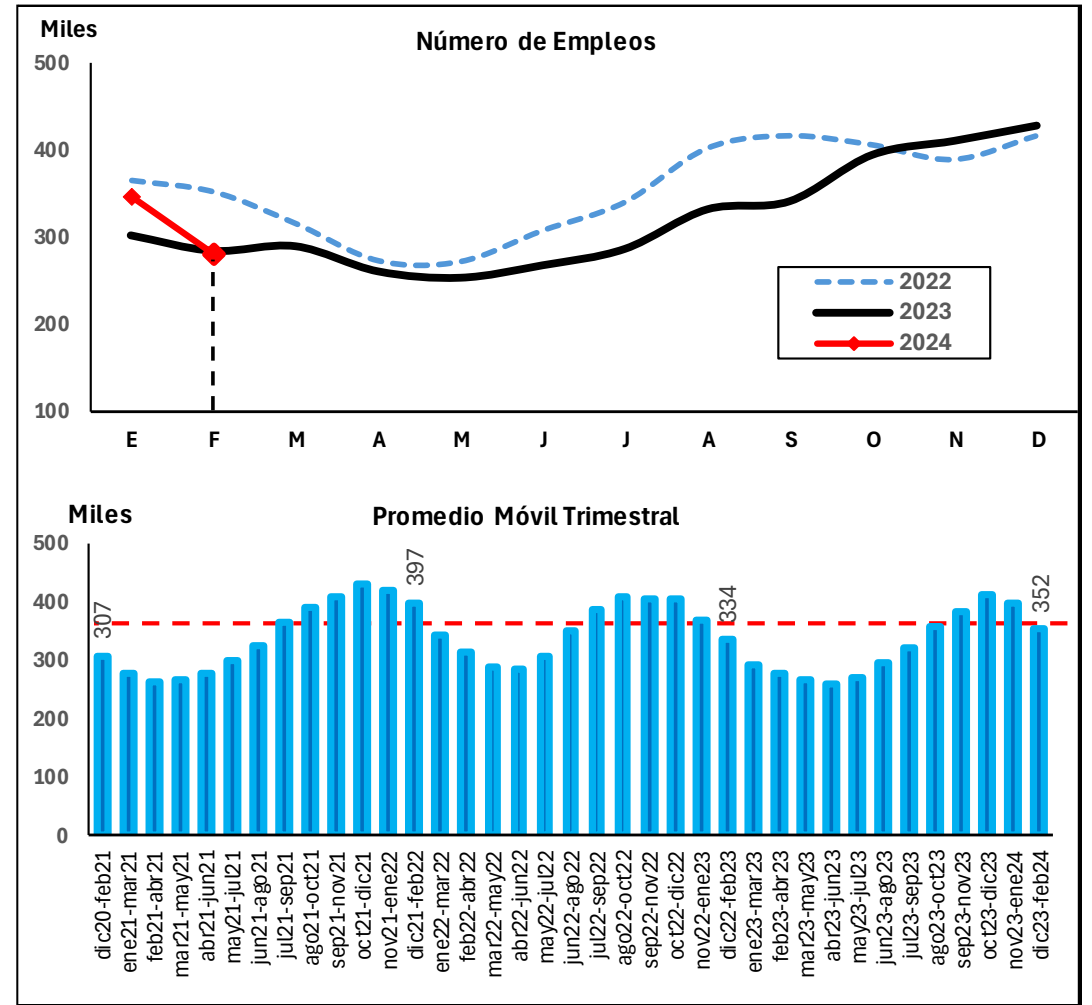 Miles
Número de Empleos
500
400
300
200
100
2022
2023
2024
E F M A M J J A S O N D
Miles
Promedio Móvil Trimestral
500
400
300
200
100
0
307
397
334
352
dic20-feb21
ene21-mar21
feb21-abr21
mar21-may21
abr21-jun21
may21-jul21
jun21-ago21
jul21-sep21
ago21-oct21
sep21-nov21
oct21-dic21
nov21-ene22
dic21-feb22
ene22-mar22
feb22-abr22
mar22-may22
abr22-jun22
may22-jul22
jun22-ago22
jul22-sep22
ago22-oct22
sep22-nov22
oct22-dic22
nov22-ene23
dic22-feb23
ene23-mar23
feb23-abr23
mar23-may23
abr23-jun23
may23-jul23
jun23-ago23
jul23-sep23
ago23-oct23
sep23-nov23
oct23-dic23
nov23-ene24
dic23-feb24